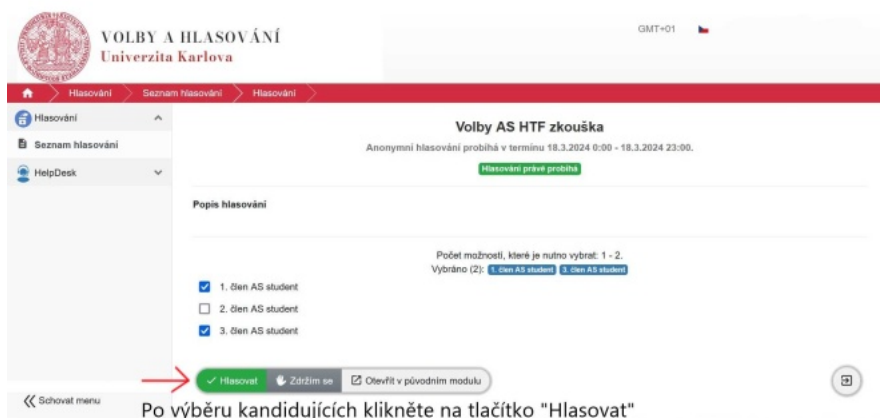 VOLBY A HLASOVÁNÍ
Univerzita Karlova
GMT+01
Hlasování Seznam hlasování Hlasování
Hlasování
Seznam hlasování
HelpDesk
Volby AS HTF zkouška
Anonymní hlasování probíhá v termínu 18.3.2024 0:00 - 18.3.2024 23:00.
Hlasování právě probíhá
Popis hlasování
Počet možností, které je nutno vybrat: 1 - 2.
Vybráno (2): 1. člen AS student 3. člen AS student
1. člen AS student
2. člen AS student
3. člen AS student
Hlasovat Zdržím se Otevřít v původním modulu
Schovat menu
Po výběru kandidujících klikněte na tlačítko "Hlasovat"